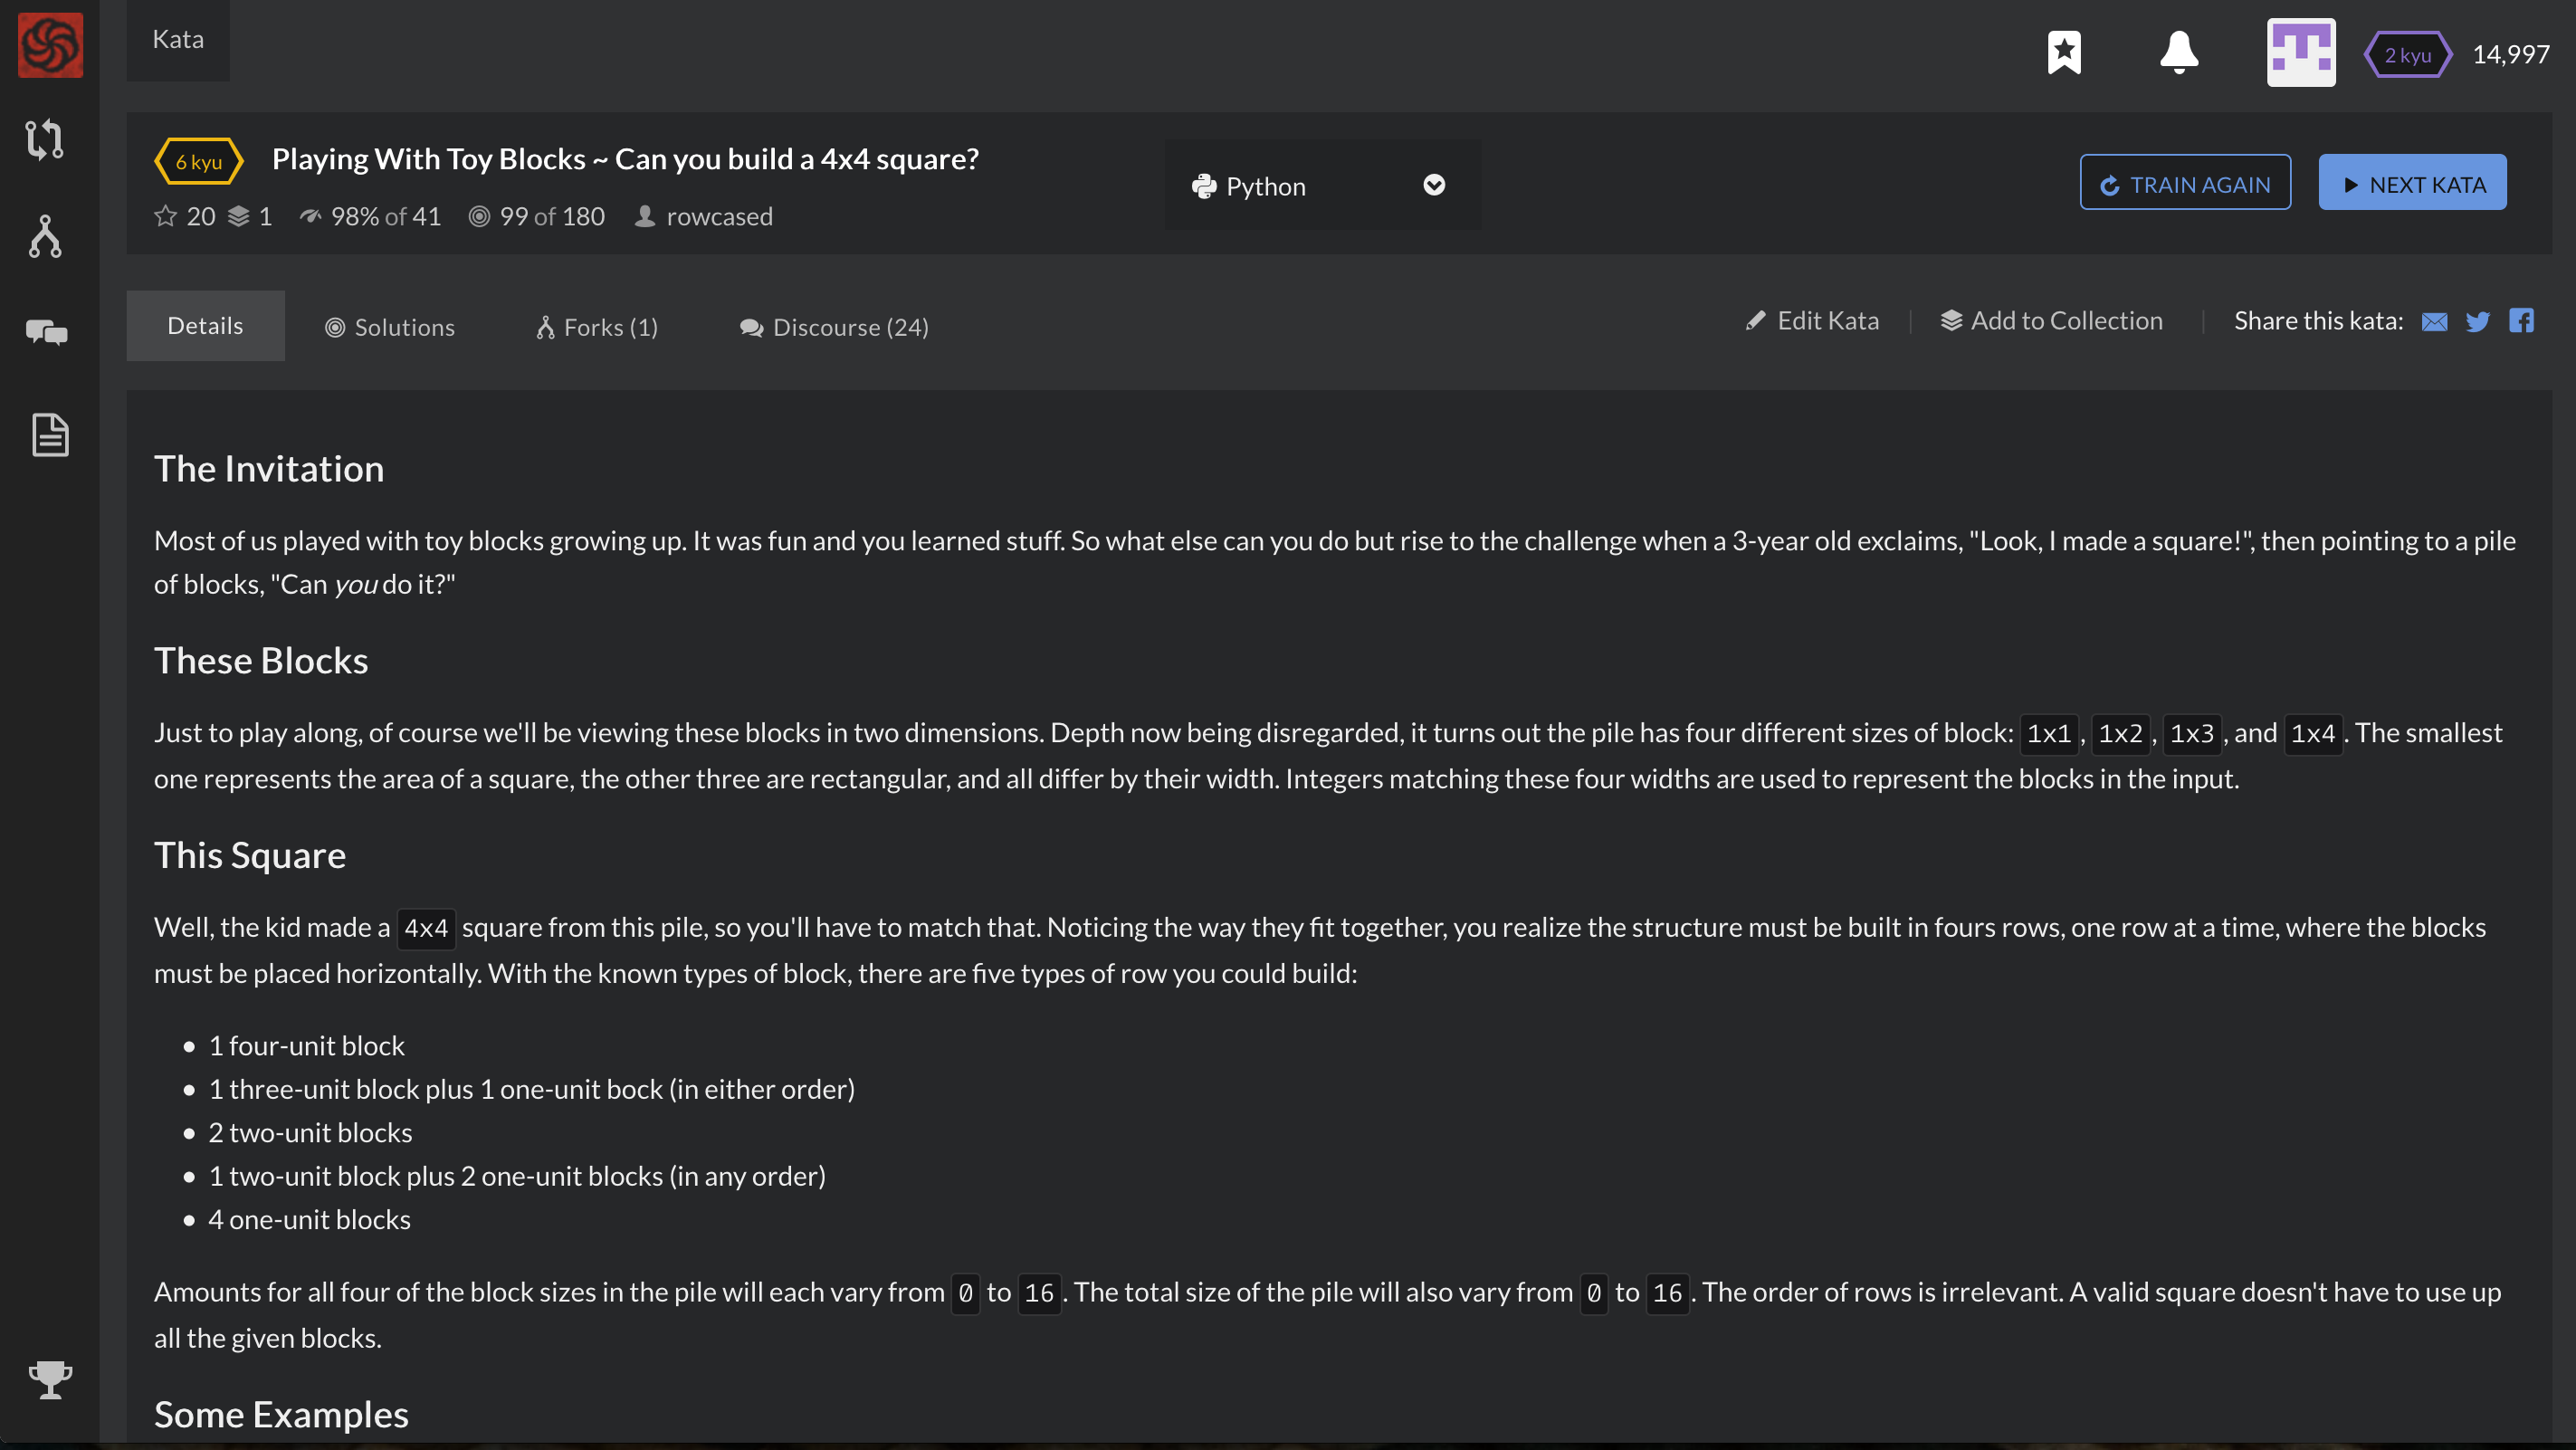 Kata
2 kyu 14,997
6 kyu Playing With Toy Blocks ~ Can you build a 4x4 square?
20 1 98% of 41 99 of 180 rowcased
Python
TRAIN AGAIN NEXT KATA
Details Solutions Forks (1) Discourse (24) Edit Kata | Add to Collection | Share this kata:
The Invitation
Most of us played with toy blocks growing up. It was fun and you learned stuff. So what else can you do but rise to the challenge when a 3-year old exclaims, "Look, I made a square!", then pointing to a pile
of blocks, "Can you do it?"
These Blocks
Just to play along, of course we'll be viewing these blocks in two dimensions. Depth now being disregarded, it turns out the pile has four different sizes of block: 1x1, 1x2, 1x3, and 1x4. The smallest
one represents the area of a square, the other three are rectangular, and all differ by their width. Integers matching these four widths are used to represent the blocks in the input.
This Square
Well, the kid made a 4x4 square from this pile, so you'll have to match that. Noticing the way they fit together, you realize the structure must be built in fours rows, one row at a time, where the blocks
must be placed horizontally. With the known types of block, there are five types of row you could build:
• 1 four-unit block
• 1 three-unit block plus 1 one-unit bock (in either order)
• 2 two-unit blocks
• 1 two-unit block plus 2 one-unit blocks (in any order)
• 4 one-unit blocks
Amounts for all four of the block sizes in the pile will each vary from 0 to 16. The total size of the pile will also vary from 0 to 16. The order of rows is irrelevant. A valid square doesn't have to use up
all the given blocks.
Some Examples